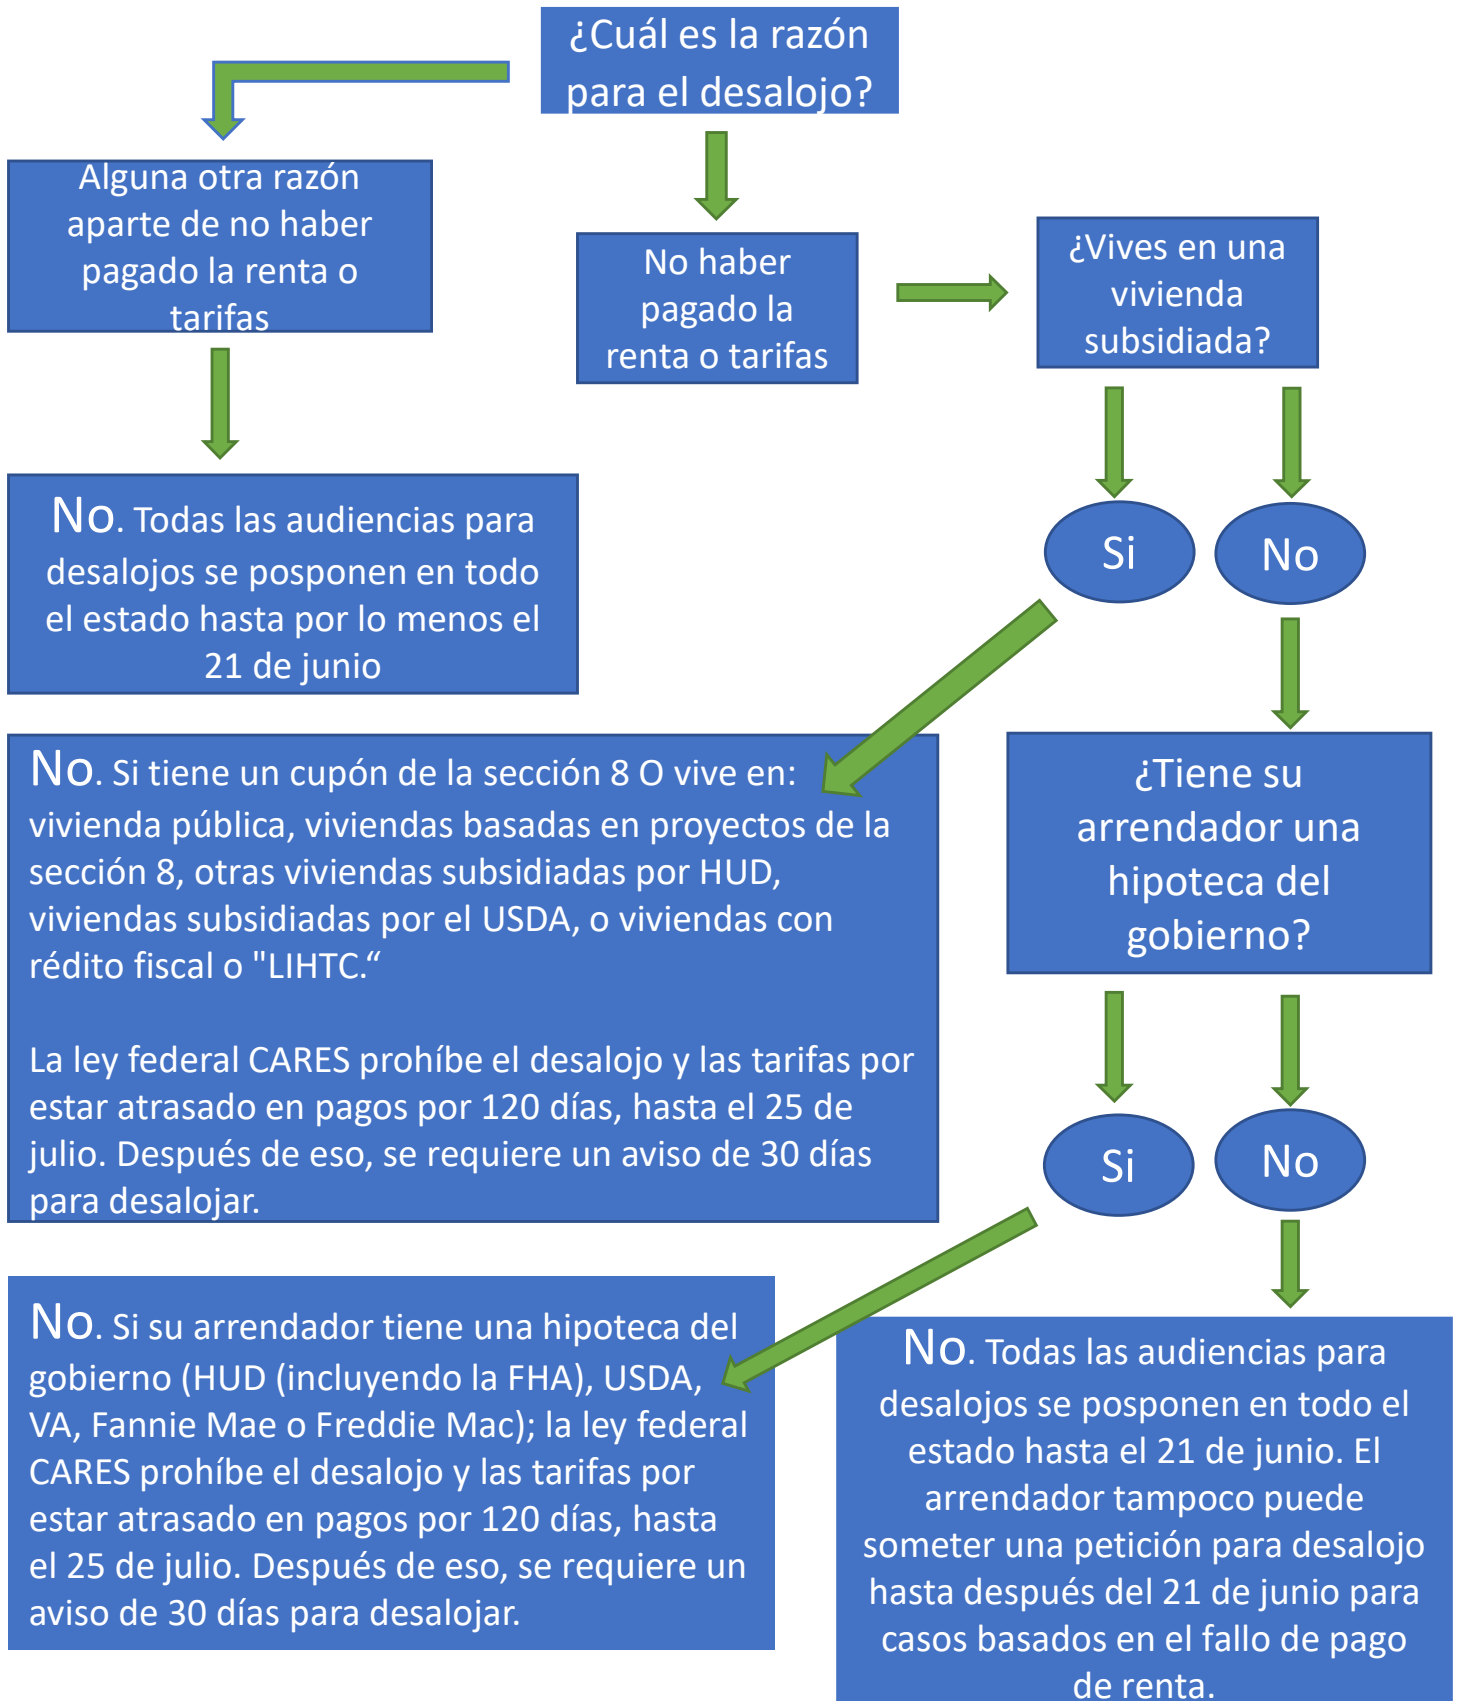 ¿Cuál es la razón
para el desalojo?
Alguna otra razón
aparte de no haber
pagado la renta o
tarifas
No haber
pagado la
renta o tarifas
¿Vives en una
vivienda
subsidiada?
No. Todas las audiencias para
desalojos se posponen en todo
el estado hasta por lo menos el
21 de junio
Si
No
No. Si tiene un cupón de la sección 8 O vive en:
vivienda pública, viviendas basadas en proyectos de la
sección 8, otras viviendas subsidiadas por HUD,
viviendas subsidiadas por el USDA, o viviendas con
rédito fiscal o "LIHTC.“
La ley federal CARES prohíbe el desalojo y las tarifas por
estar atrasado en pagos por 120 días, hasta el 25 de
julio. Después de eso, se requiere un aviso de 30 días
para desalojar.
¿Tiene su
arrendador una
hipoteca del
gobierno?
Si
No
No. Si su arrendador tiene una hipoteca del
gobierno (HUD (incluyendo la FHA), USDA,
VA, Fannie Mae o Freddie Mac); la ley federal
CARES prohíbe el desalojo y las tarifas por
estar atrasado en pagos por 120 días, hasta
el 25 de julio. Después de eso, se requiere un
aviso de 30 días para desalojar.
No. Todas las audiencias para
desalojos se posponen en todo el
estado hasta el 21 de junio. El
arrendador tampoco puede
someter una petición para desalojo
hasta después del 21 de junio para
casos basados en el fallo de pago
de renta.